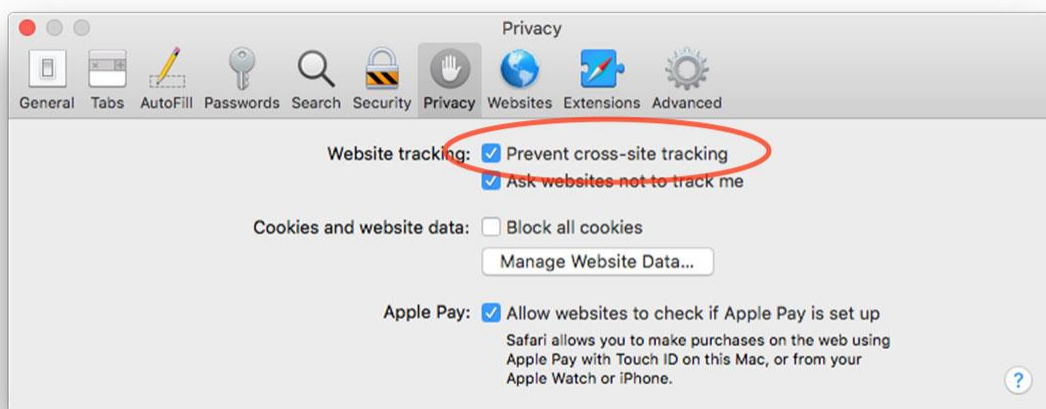 Privacy
General Tabs AutoFill Passwords Search Security Privacy Websites Extensions Advanced
Website tracking: Prevent cross-site tracking
Ask websites not to track me
Cookies and website data: Block all cookies
Manage Website Data...
Apple Pay: Allow websites to check if Apple Pay is set up
Safari allows you to make purchases on the web using
Apple Pay with Touch ID on this Mac, or from your
Apple Watch or iPhone.
?